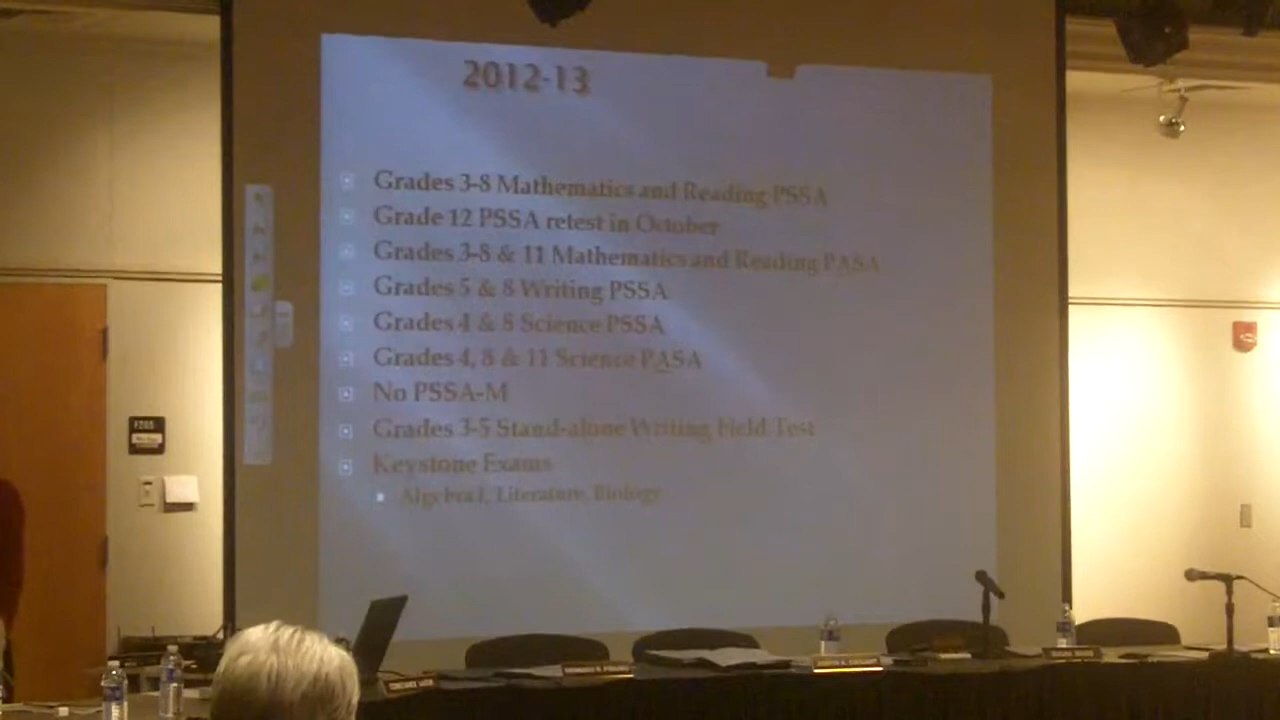 2012-13
Grades 3-8 Mathematics and Reading PSSA
Grade 12 PSSA retest in October
Grades 3-8 & 11 Mathematics and Reading PASA
Grades 5 & 8 Writing PSSA
Grades 4 & 8 Science PSSA
Grades 4, 8 & 11 Science PASA
No PSSA-M
Grades 3-5 Stand-alone Writing Field Test
Keystone Exams
Algebra I, Literature, Biology